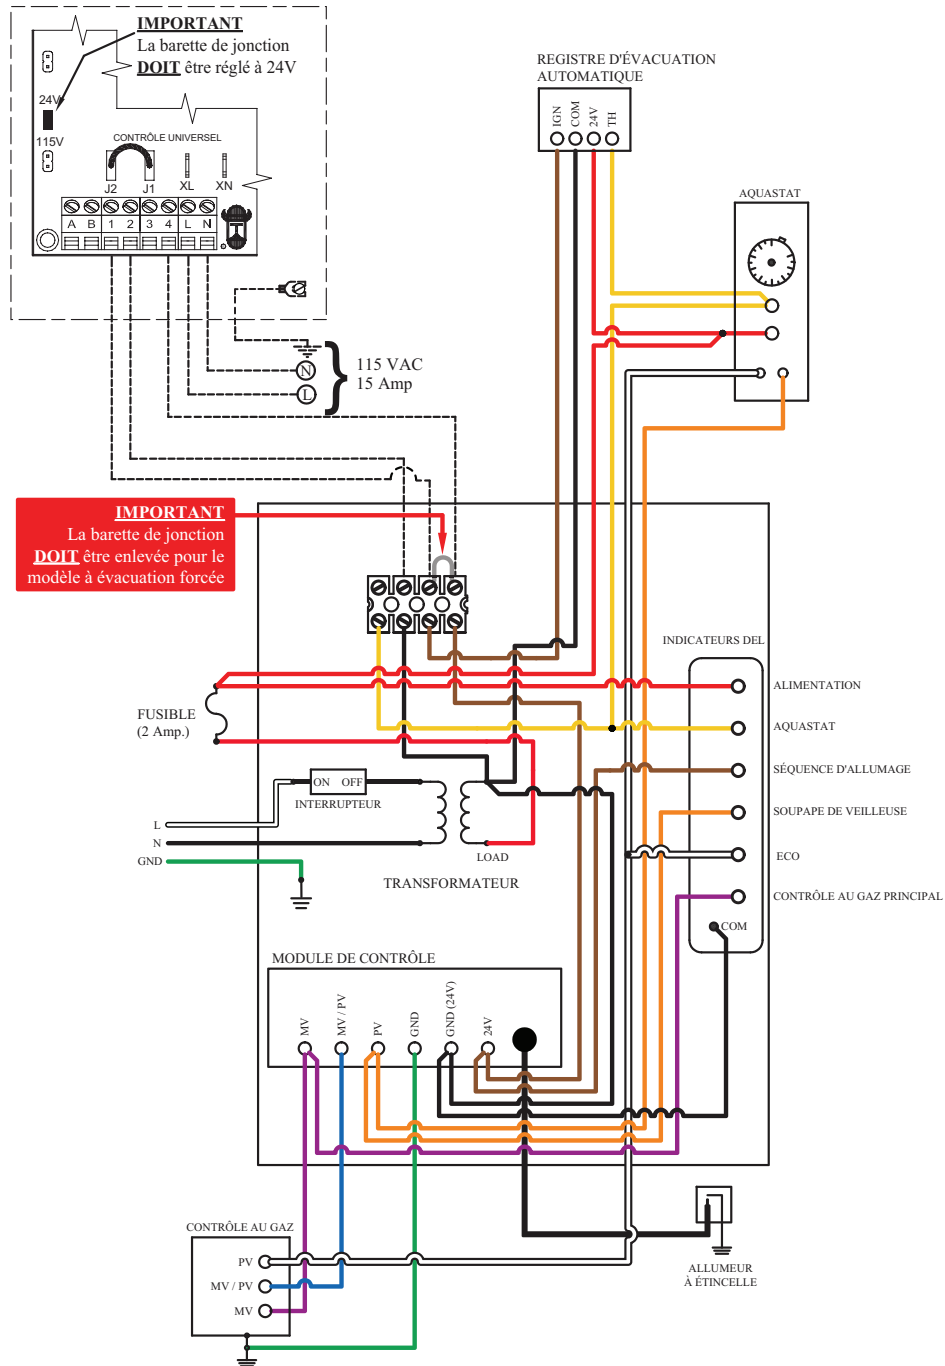 IMPORTANT
La barette de jonction
DOIT être réglé à 24V
24V
115V
CONTRÔLE UNIVERSEL
J2 J1 XL XN
A B 1 2 3 4 L N
N
L
115 VAC
15 Amp
REGISTRE D'ÉVACUATION
AUTOMATIQUE
IGN
COM
24V
TH
AQUASTAT
IMPORTANT
La barette de jonction
DOIT être enlevée pour le
modèle à évacuation forcée
INDICATEURS DEL
ALIMENTATION
AQUASTAT
SÉQUENCE D'ALLUMAGE
SOUPAPE DE VEILLEUSE
ECO
CONTRÔLE AU GAZ PRINCIPAL
COM
FUSIBLE
(2 Amp.)
ON OFF
INTERRUPTEUR
L
N
GND
LOAD
TRANSFORMATEUR
MODULE DE CONTRÔLE
MV
MV / PV
PV
GND
GND (24V)
24V
CONTRÔLE AU GAZ
PV
MV / PV
MV
ALLUMEUR
À ÉTINCELLE